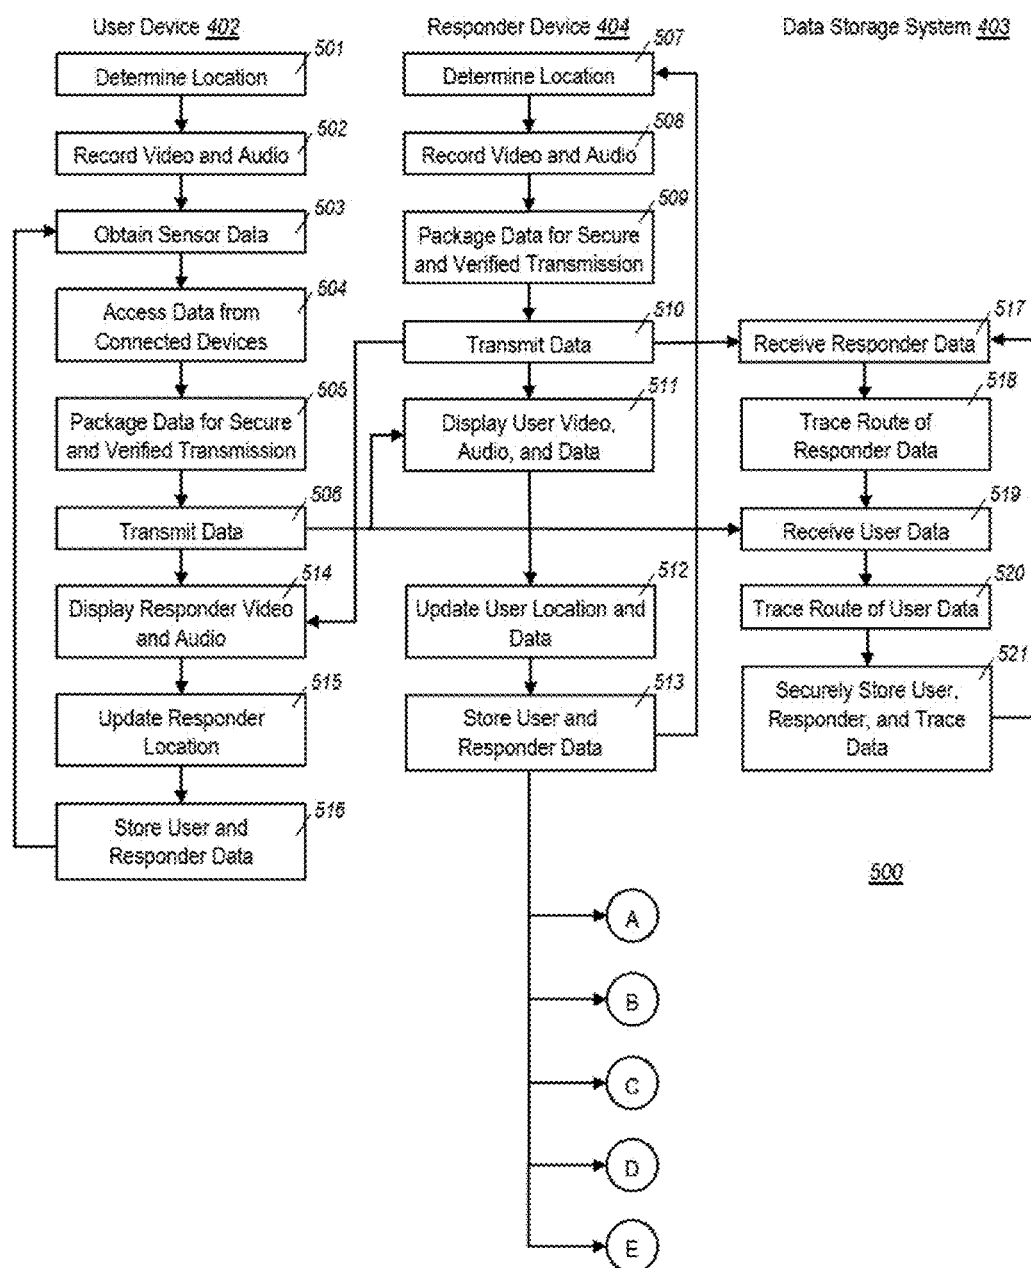 User Device 402
501
Determine Location
502
Record Video and Audio
503
Obtain Sensor Data
504
Access Data from
Connected Devices
505
Package Data for Secure
and Verified Transmission
506
Transmit Data
514
Display Responder Video
and Audio
515
Update Responder
Location
516
Store User and
Responder Data
Responder Device 404
507
Determine Location
508
Record Video and Audio
509
Package Data for Secure
and Verified Transmission
510
Transmit Data
511
Display User Video,
Audio, and Data
512
Update User Location and
Data
513
Store User and
Responder Data
Data Storage System 403
517
Receive Responder Data
518
Trace Route of
Responder Data
519
Receive User Data
520
Trace Route of User Data
521
Securely Store User,
Responder, and Trace
Data
500
A
B
C
D
E